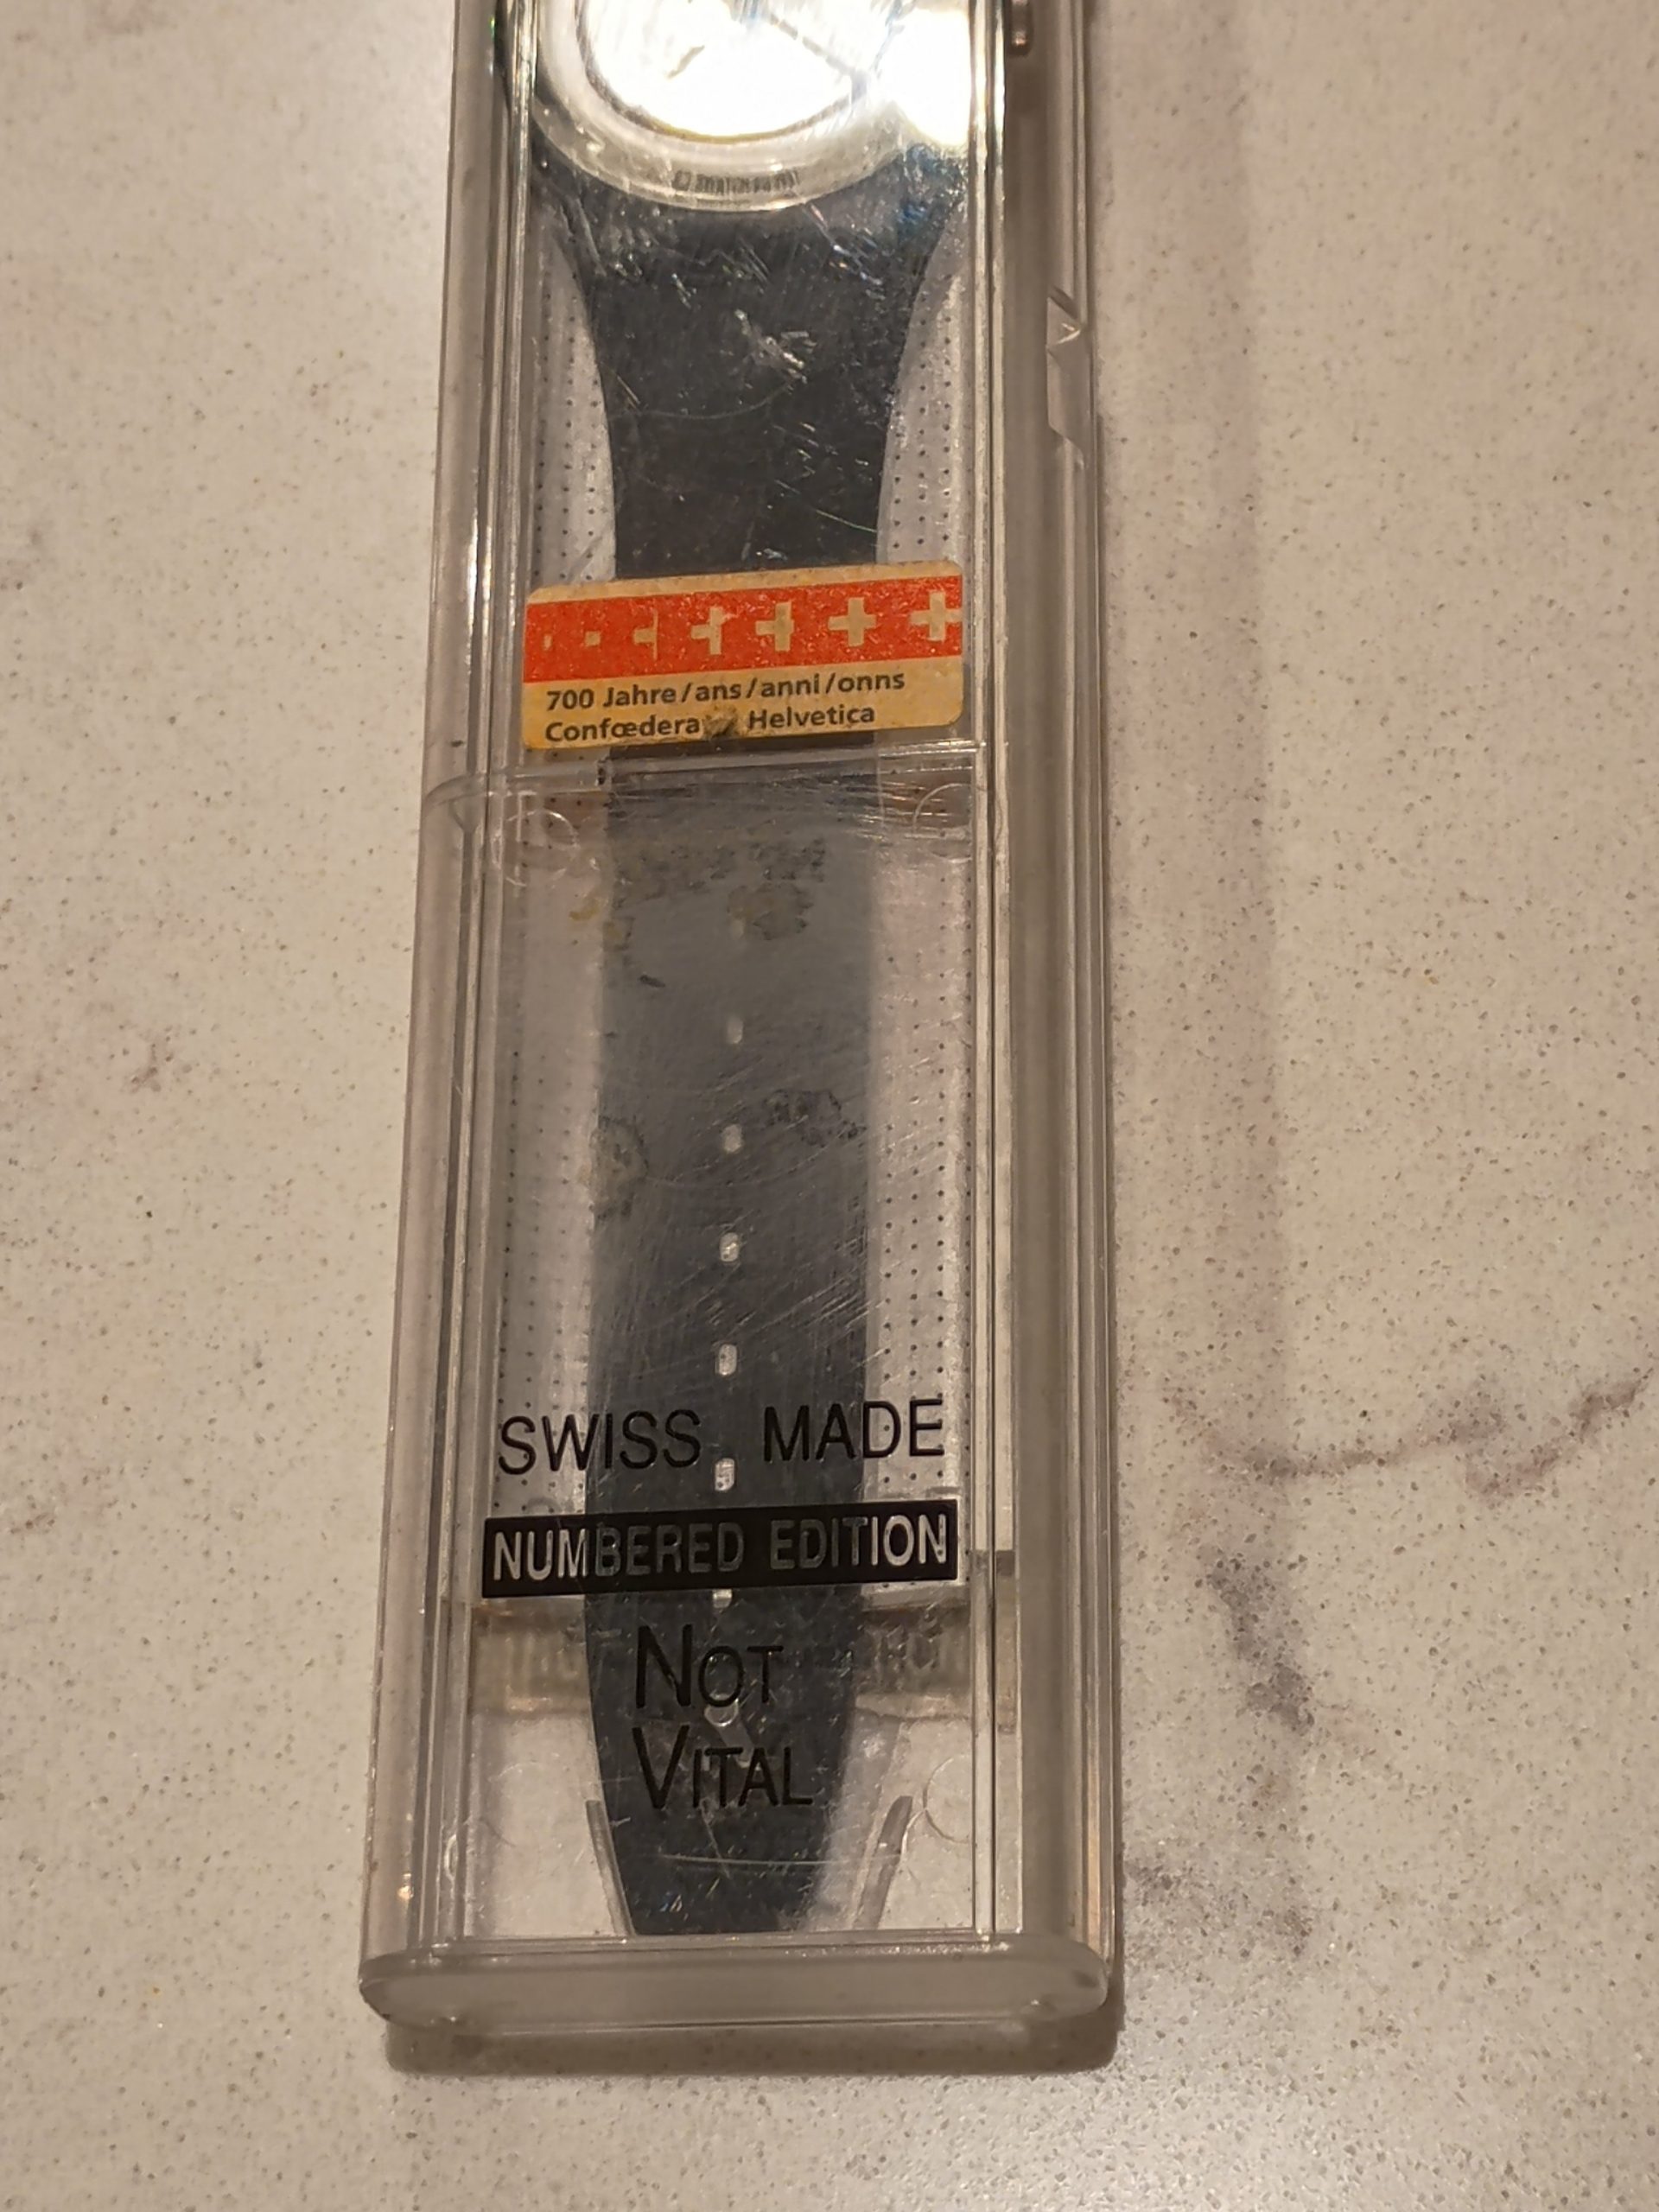 700 Jahre/ans/anni/onns
Confœdera Helvetica
SWISS MADE
NUMBERED EDITION
NOT
VITAL